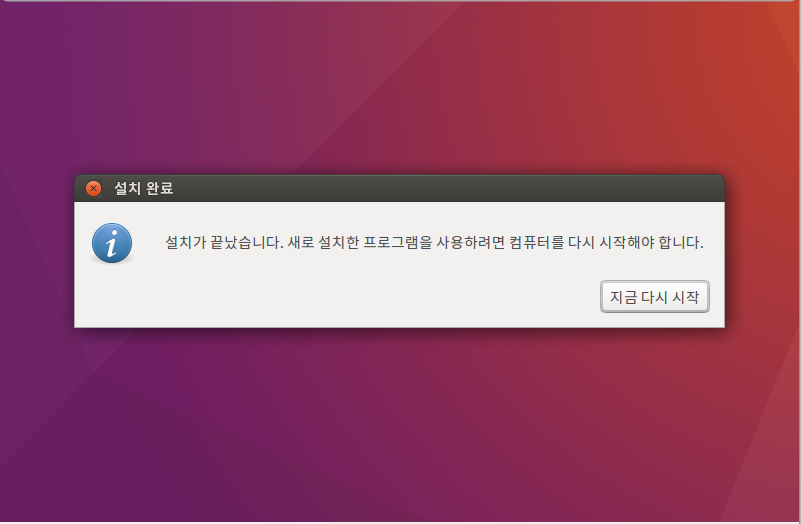 설치 완료
설치가 끝났습니다. 새로 설치한 프로그램을 사용하려면 컴퓨터를 다시 시작해야 합니다.
지금 다시 시작